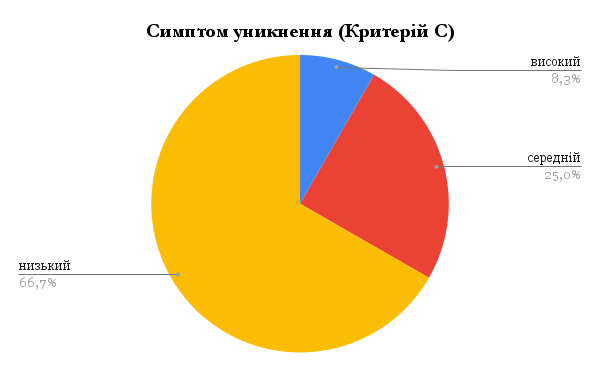 Симптом уникнення (Критерій С)
високий
8,3%
середній
25,0%
низький
66,7%